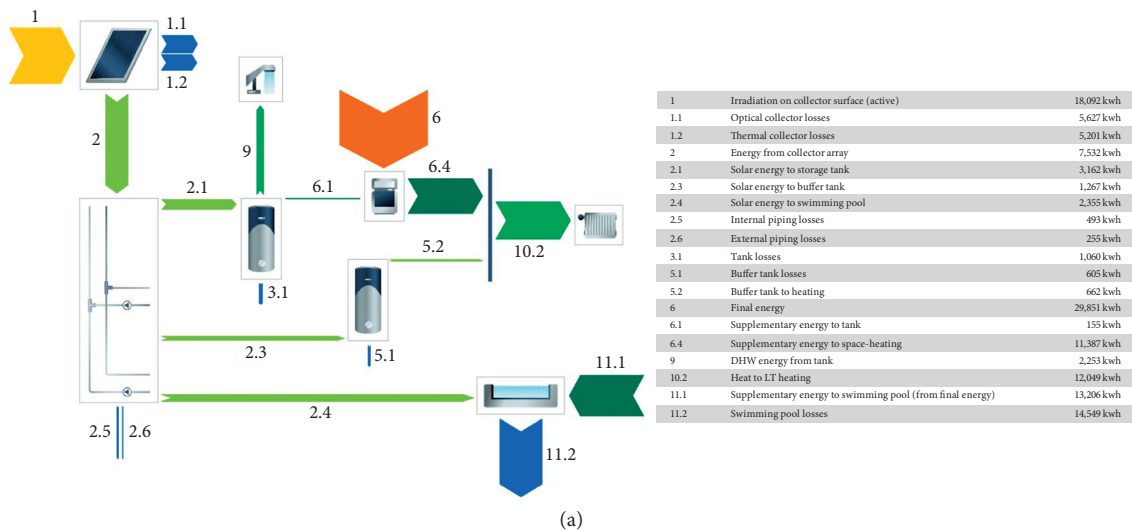 1
1.1
1.2
2
9
6
6.4
2.1
6.1
5.2
10.2
3.1
2.3
5.1
11.1
2.4
2.5 2.6
11.2
1 Irradiation on collector surface (active) 18,092 kwh
1.1 Optical collector losses 5,627 kwh
1.2 Thermal collector losses 5,201 kwh
2 Energy from collector array 7,532 kwh
2.1 Solar energy to storage tank 3,162 kwh
2.3 Solar energy to buffer tank 1,267 kwh
2.4 Solar energy to swimming pool 2,355 kwh
2.5 Internal piping losses 493 kwh
2.6 External piping losses 255 kwh
3.1 Tank losses 1,060 kwh
5.1 Buffer tank losses 605 kwh
5.2 Buffer tank to heating 662 kwh
6 Final energy 29,851 kwh
6.1 Supplementary energy to tank 155 kwh
6.4 Supplementary energy to space-heating 11,387 kwh
9 DHW energy from tank 2,253 kwh
10.2 Heat to LT heating 12,049 kwh
11.1 Supplementary energy to swimming pool (from final energy) 13,206 kwh
11.2 Swimming pool losses 14,549 kwh
(a)